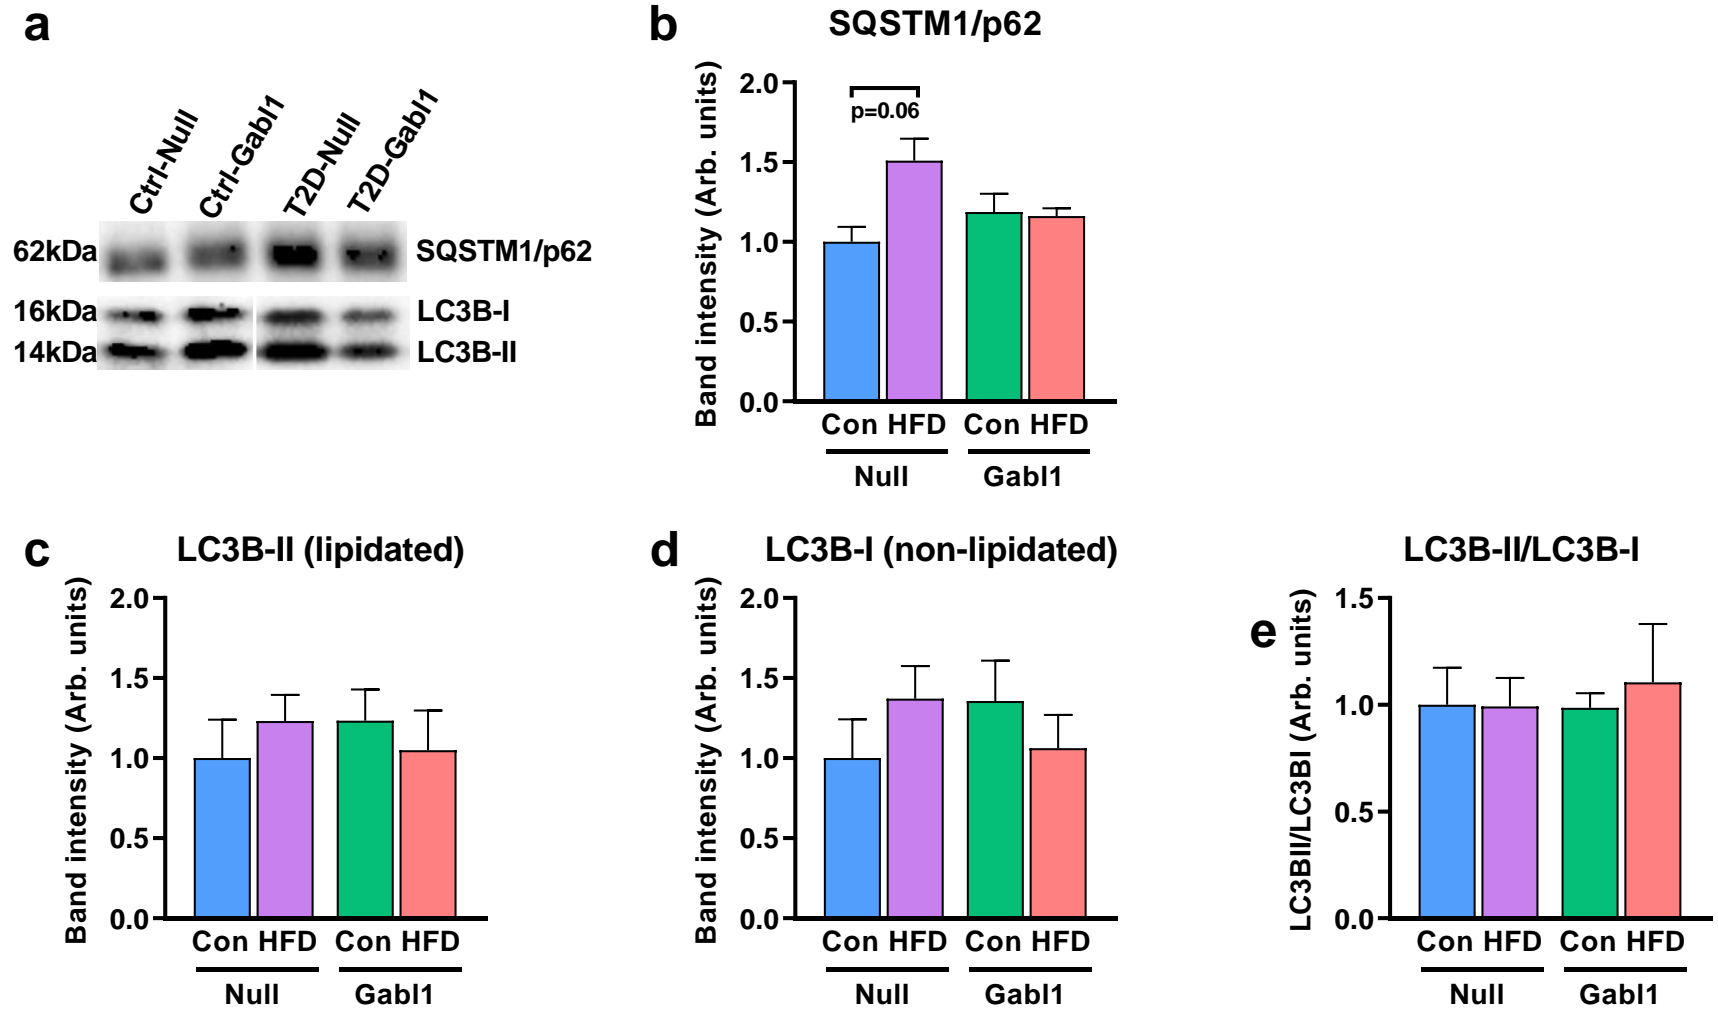 a
Ctrl-Null
Ctrl-Gabl1
T2D-Null
T2D-Gabl1
62kDa
SQSTM1/p62
16kDa
LC3B-I
14kDa
LC3B-II
b
SQSTM1/p62
Band intensity (Arb. units)
2.0
1.5
1.0
0.5
0.0
p=0.06
Con HFD Con HFD
Null Gabl1
c
LC3B-II (lipidated)
Band intensity (Arb. units)
2.0
1.5
1.0
0.5
0.0
Con HFD Con HFD
Null Gabl1
d
LC3B-I (non-lipidated)
Band intensity (Arb. units)
2.0
1.5
1.0
0.5
0.0
Con HFD Con HFD
Null Gabl1
e
LC3B-II/LC3B-I
LC3BII/LC3BI (Arb. units)
1.5
1.0
0.5
0.0
Con HFD Con HFD
Null Gabl1